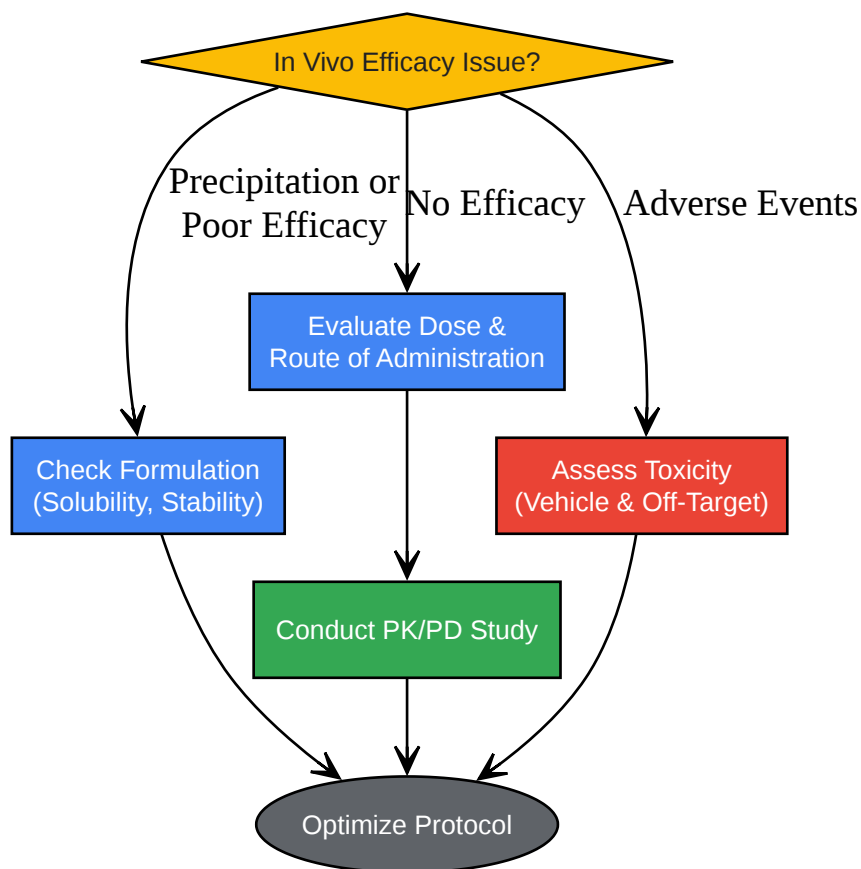 In Vivo Efficacy Issue?
Precipitation or
Poor Efficacy
No Efficacy
Adverse Events
Evaluate Dose &
Route of Administration
Check Formulation
(Solubility, Stability)
Assess Toxicity
(Vehicle & Off-Target)
Conduct PK/PD Study
Optimize Protocol